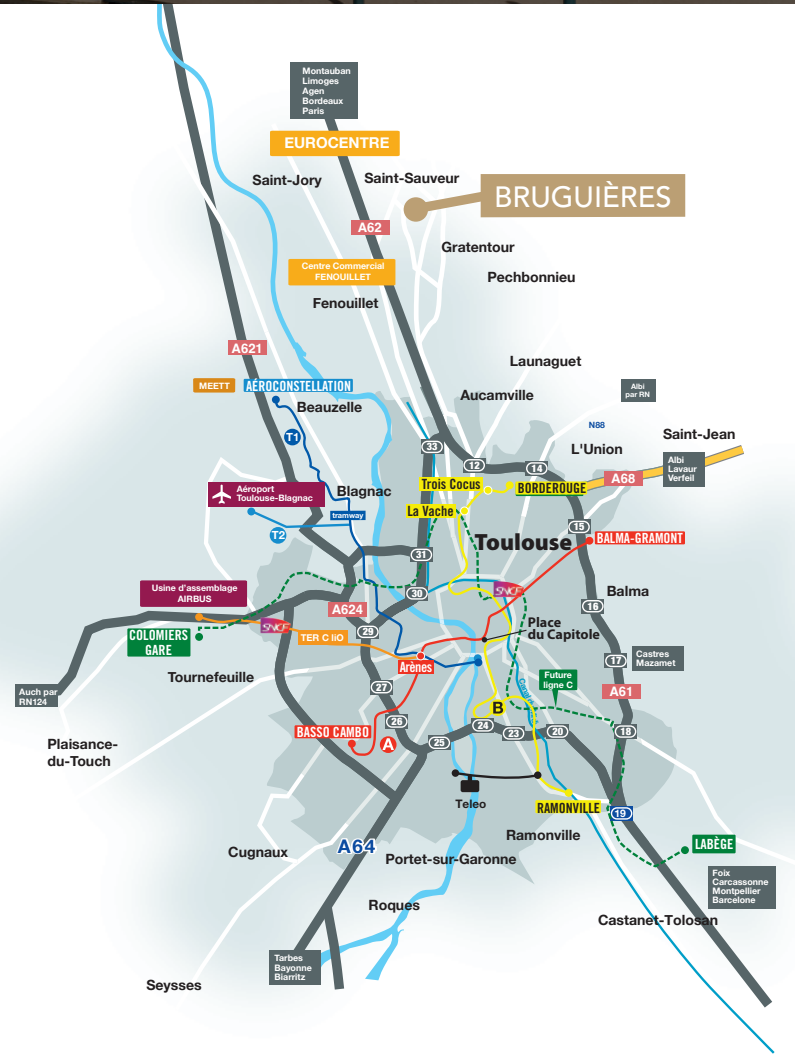 Montauban
Limoges
Agen
Bordeaux
Paris
EUROCENTRE
Saint-Jory
Saint-Sauveur
BRUGUIÈRES
A62
Gratentour
Centre Commercial
FENOUILLET
Pechbonnieu
Fenouillet
A621
Launaguet
MEETT
AÉROCONSTELLATION
Beauzelle
Aucamville
Albi
par RN
N88
T1
33
L'Union
Saint-Jean
12
14
Albi
Lavaur
Verfeil
A68
Trois Cocus
BORDEROUGE
Aéroport
Toulouse-Blagnac
Blagnac
La Vache
tramway
T2
15
Toulouse
BALMA-GRAMONT
31
Usine d'assemblage
AIRBUS
30
SNCF
Balma
A624
16
COLOMIERS
GARE
SNCF
TER C liO
29
Place
du Capitole
Arènes
17
Castres
Mazamet
Tournefeuille
27
Future
ligne C
A61
Auch par
RN124
B
26
24
23
20
18
BASSO CAMBO
A
25
Plaisance-
du-Touch
Teleo
RAMONVILLE
19
Ramonville
A64
LABÈGE
Cugnaux
Portet-sur-Garonne
Foix
Carcassonne
Montpellier
Barcelone
Roques
Castanet-Tolosan
Tarbes
Bayonne
Biarritz
Seysses